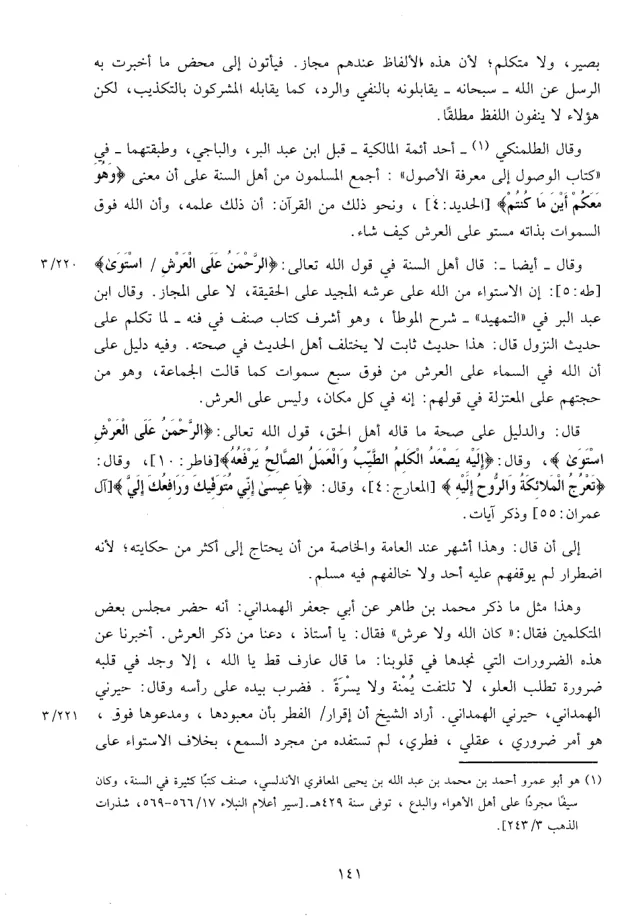 بصير، ولا متكلم؛ لأن هذه الألفاظ عندهم مجاز. فيأتون إلى محض ما أخبرت به
الرسل عن الله ـ سبحانه ـ يقابلونه بالنفي والرد، كما يقابله المشركون بالتكذيب، لكن
هؤلاء لا ينفون اللفظ مطلقًا.
وقال الطلمنكي (١) ـ أحد أئمة المالكية ـ قبل ابن عبد البر، والباجي، وطبقتهما ـ في
«كتاب الوصول إلى معرفة الأصول» : أجمع المسلمون من أهل السنة على أن معنى ﴿وَهُوَ
مَعَكُمْ أَيْنَ مَا كُنتُمْ﴾ [الحديد:٤] ، ونحو ذلك من القرآن: أن ذلك علمه، وأن الله فوق
السموات بذاته مستو على العرش كيف شاء.
وقال ـ أيضا ـ: قال أهل السنة في قول الله تعالى: ﴿الرَّحْمَنُ عَلَى الْعَرْشِ / اسْتَوَىٰ﴾ ٣/٢٢٠
[طه:٥]: إن الاستواء من الله على عرشه المجيد على الحقيقة، لا على المجاز. وقال ابن
عبد البر في «التمهيد» ـ شرح الموطأ ، وهو أشرف كتاب صنف في فنه ـ لما تكلم على
حديث النزول قال: هذا حديث ثابت لا يختلف أهل الحديث في صحته. وفيه دليل على
أن الله في السماء على العرش من فوق سبع سموات كما قالت الجماعة، وهو من
حجتهم على المعتزلة في قولهم: إنه في كل مكان، وليس على العرش.
قال: والدليل على صحة ما قاله أهل الحق، قول الله تعالى: ﴿الرَّحْمَنُ عَلَى الْعَرْشِ
اسْتَوَىٰ ﴾ ، وقال: ﴿إِلَيْهِ يَصْعَدُ الْكَلِمُ الطَّيِّبُ وَالْعَمَلُ الصَّالِحُ يَرْفَعُهُ﴾[فاطر:١٠]، وقال:
﴿تَعْرُجُ الْمَلائِكَةُ وَالرُّوحُ إِلَيْهِ ﴾ [المعارج:٤]، وقال: ﴿يَا عِيسَىٰ إِنِّي مُتَوَفِّيكَ وَرَافِعُكَ إِلَيَّ ﴾[آل
عمران:٥٥] وذكر آيات.
إلى أن قال: وهذا أشهر عند العامة والخاصة من أن يحتاج إلى أكثر من حكايته؛ لأنه
اضطرار لم يوقفهم عليه أحد ولا خالفهم فيه مسلم.
وهذا مثل ما ذكر محمد بن طاهر عن أبي جعفر الهمداني: أنه حضر مجلس بعض
المتكلمين فقال:« كان الله ولا عرش» فقال: يا أستاذ ، دعنا من ذكر العرش. أخبرنا عن
هذه الضرورات التي نجدها في قلوبنا: ما قال عارف قط يا الله ، إلا وجد في قلبه
ضرورة تطلب العلو، لا تلتفت يُمْنة ولا يسْرَةً . فضرب بيده على رأسه وقال: حيرني
الهمداني، حيرني الهمداني. أراد الشيخ أن إقرار/ الفطر بأن معبودها ، ومدعوها فوق ، ٣/٢٢١
هو أمر ضروري ، عقلي ، فطري، لم تستفده من مجرد السمع، بخلاف الاستواء على
(١) هو أبو عمرو أحمد بن محمد بن عبد الله بن يحيى المعافري الأندلسي، صنف كتبًا كثيرة في السنة، وكان
سيفًا مجردًا على أهل الأهواء والبدع ، توفى سنة ٤٢٩هـ.[سير أعلام النبلاء ١٧/ ٥٦٦-٥٦٩، شذرات
الذهب ٣/ ٢٤٣].
١٤١